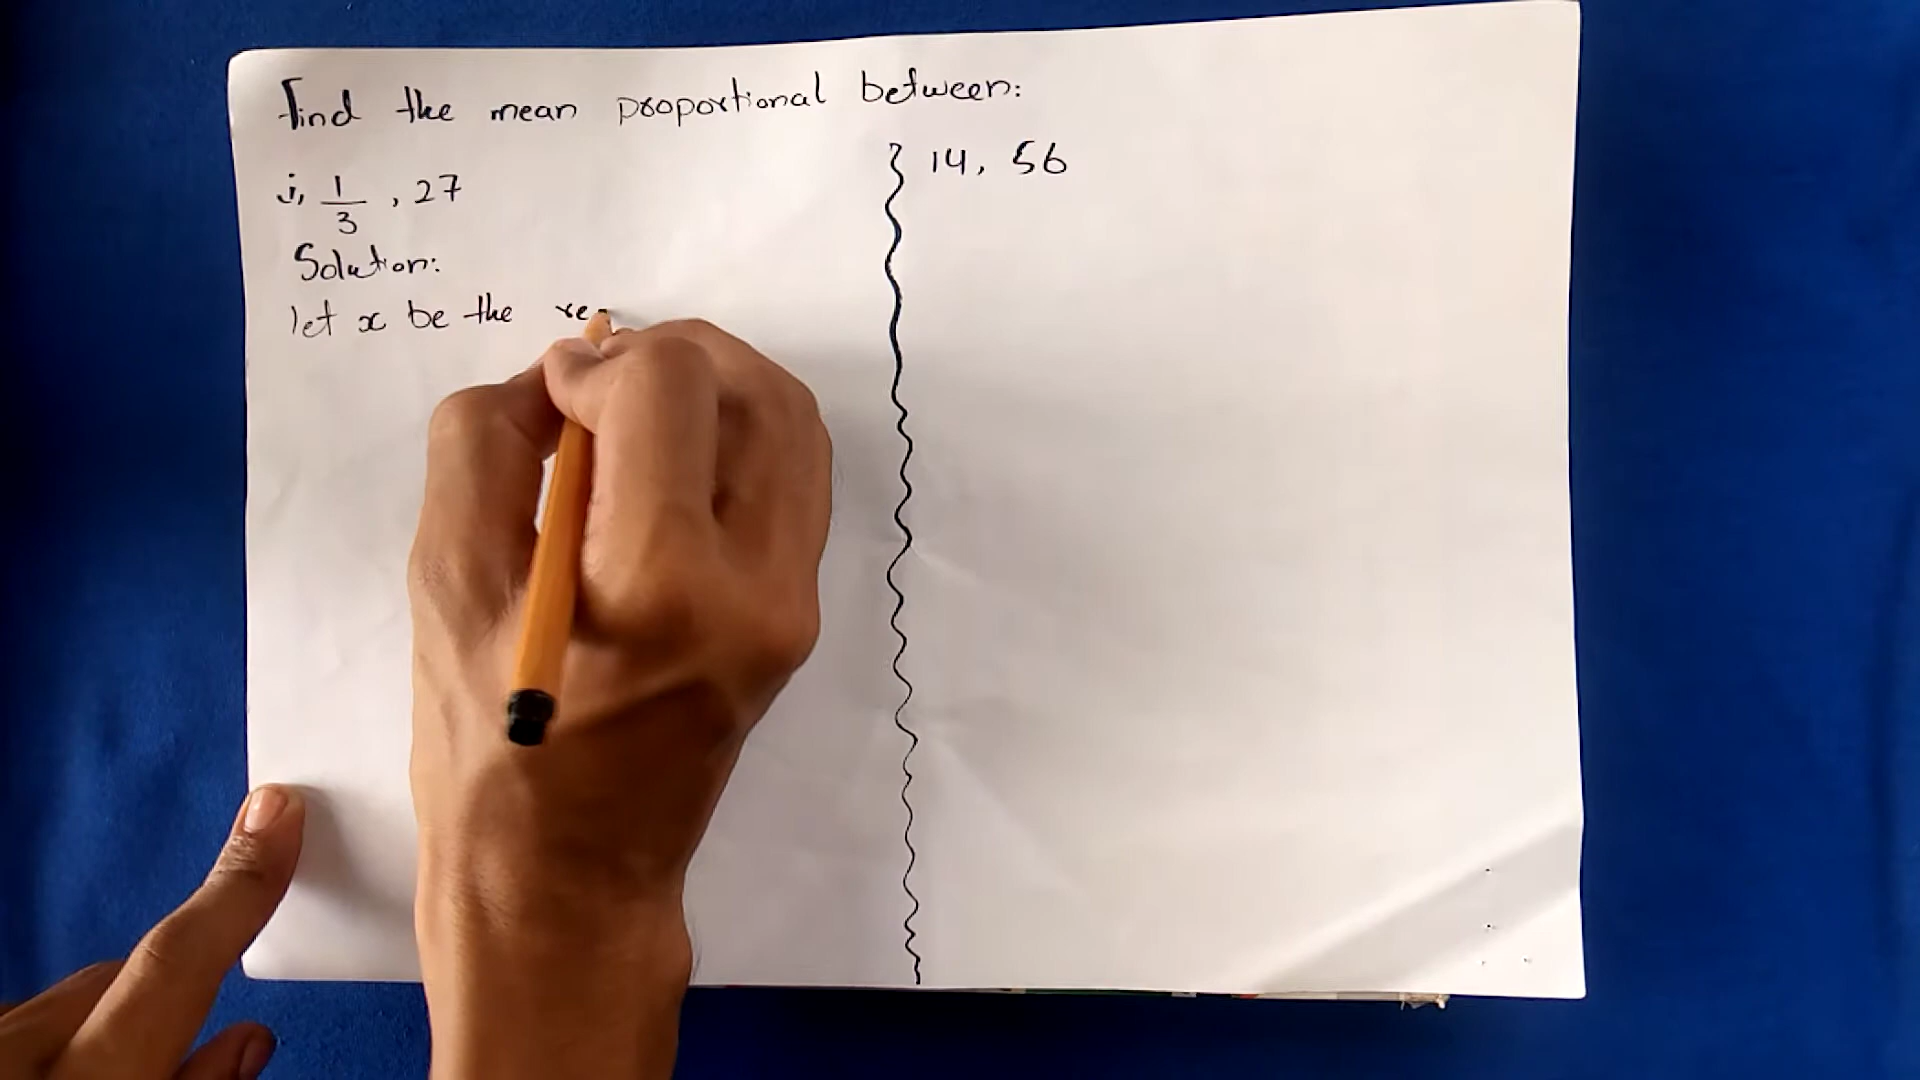 Find the mean proportional between:
i, 1/3, 27
Solution:
let x be the
14, 56